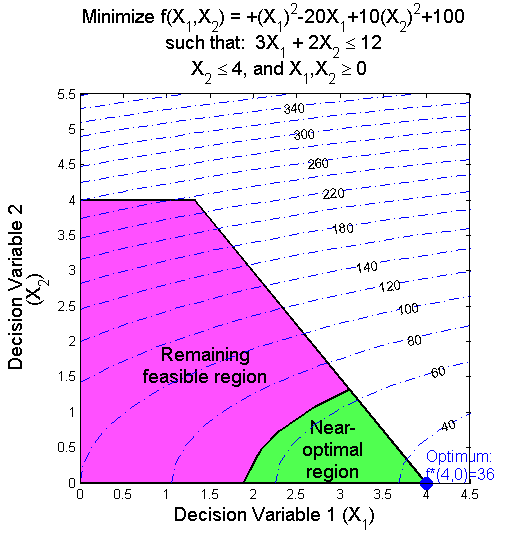 Minimize f(X₁,X₂) = +(X₁)²-20X₁+10(X₂)²+100
such that: 3X₁ + 2X₂ ≤ 12
X₂ ≤ 4, and X₁,X₂ ≥ 0
5.5
5
4.5
4
3.5
3
2.5
2
1.5
1
0.5
0
Decision Variable 2
(X₂)
340
300
260
220
180
140
120
100
80
60
40
Remaining
feasible region
Near-
optimal
region
Optimum:
f*(4,0)=36
0
0.5
1
1.5
2
2.5
3
3.5
4
4.5
Decision Variable 1 (X₁)